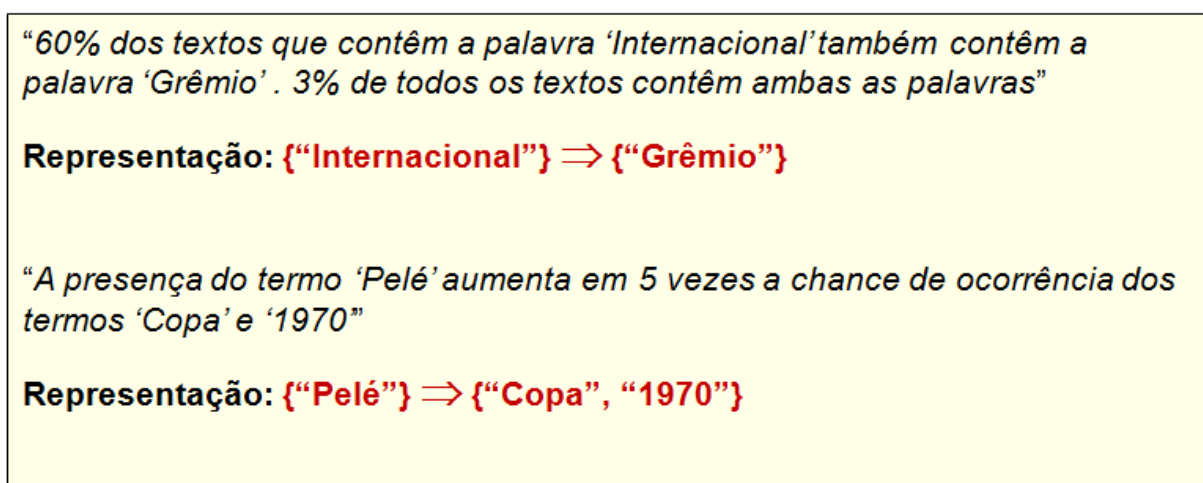 “60% dos textos que contêm a palavra ‘Internacional’ também contêm a
palavra ‘Grêmio’ . 3% de todos os textos contêm ambas as palavras”
Representação: {“Internacional”} ⇒ {“Grêmio”}
“A presença do termo ‘Pelé’ aumenta em 5 vezes a chance de ocorrência dos
termos ‘Copa’ e ‘1970’”
Representação: {“Pelé”} ⇒ {“Copa”, “1970”}